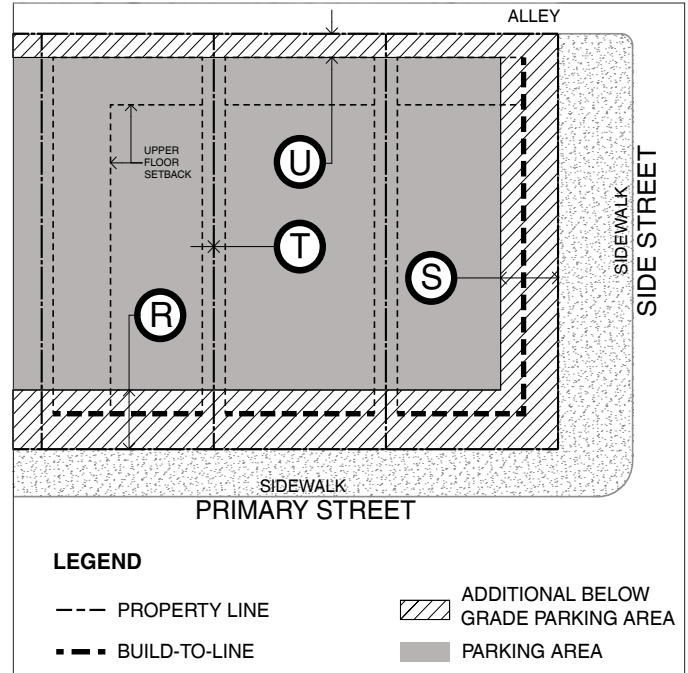 ALLEY
UPPER
FLOOR
SETBACK
U
T
S
R
SIDEWALK
SIDE STREET
SIDEWALK
PRIMARY STREET
LEGEND
PROPERTY LINE
BUILD-TO-LINE
ADDITIONAL BELOW
GRADE PARKING AREA
PARKING AREA